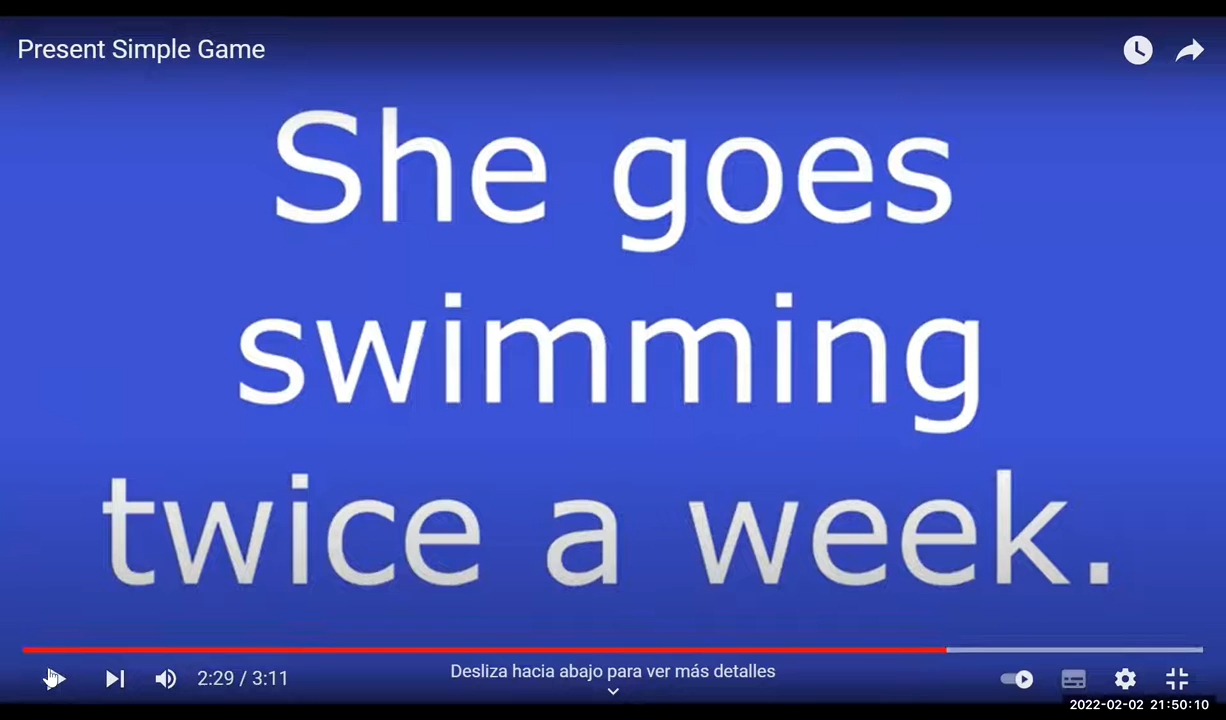 Present Simple Game
She goes
swimming
twice a week.
2:29 / 3:11
Desliza hacia abajo para ver más detalles
2022-02-02 21:50:10